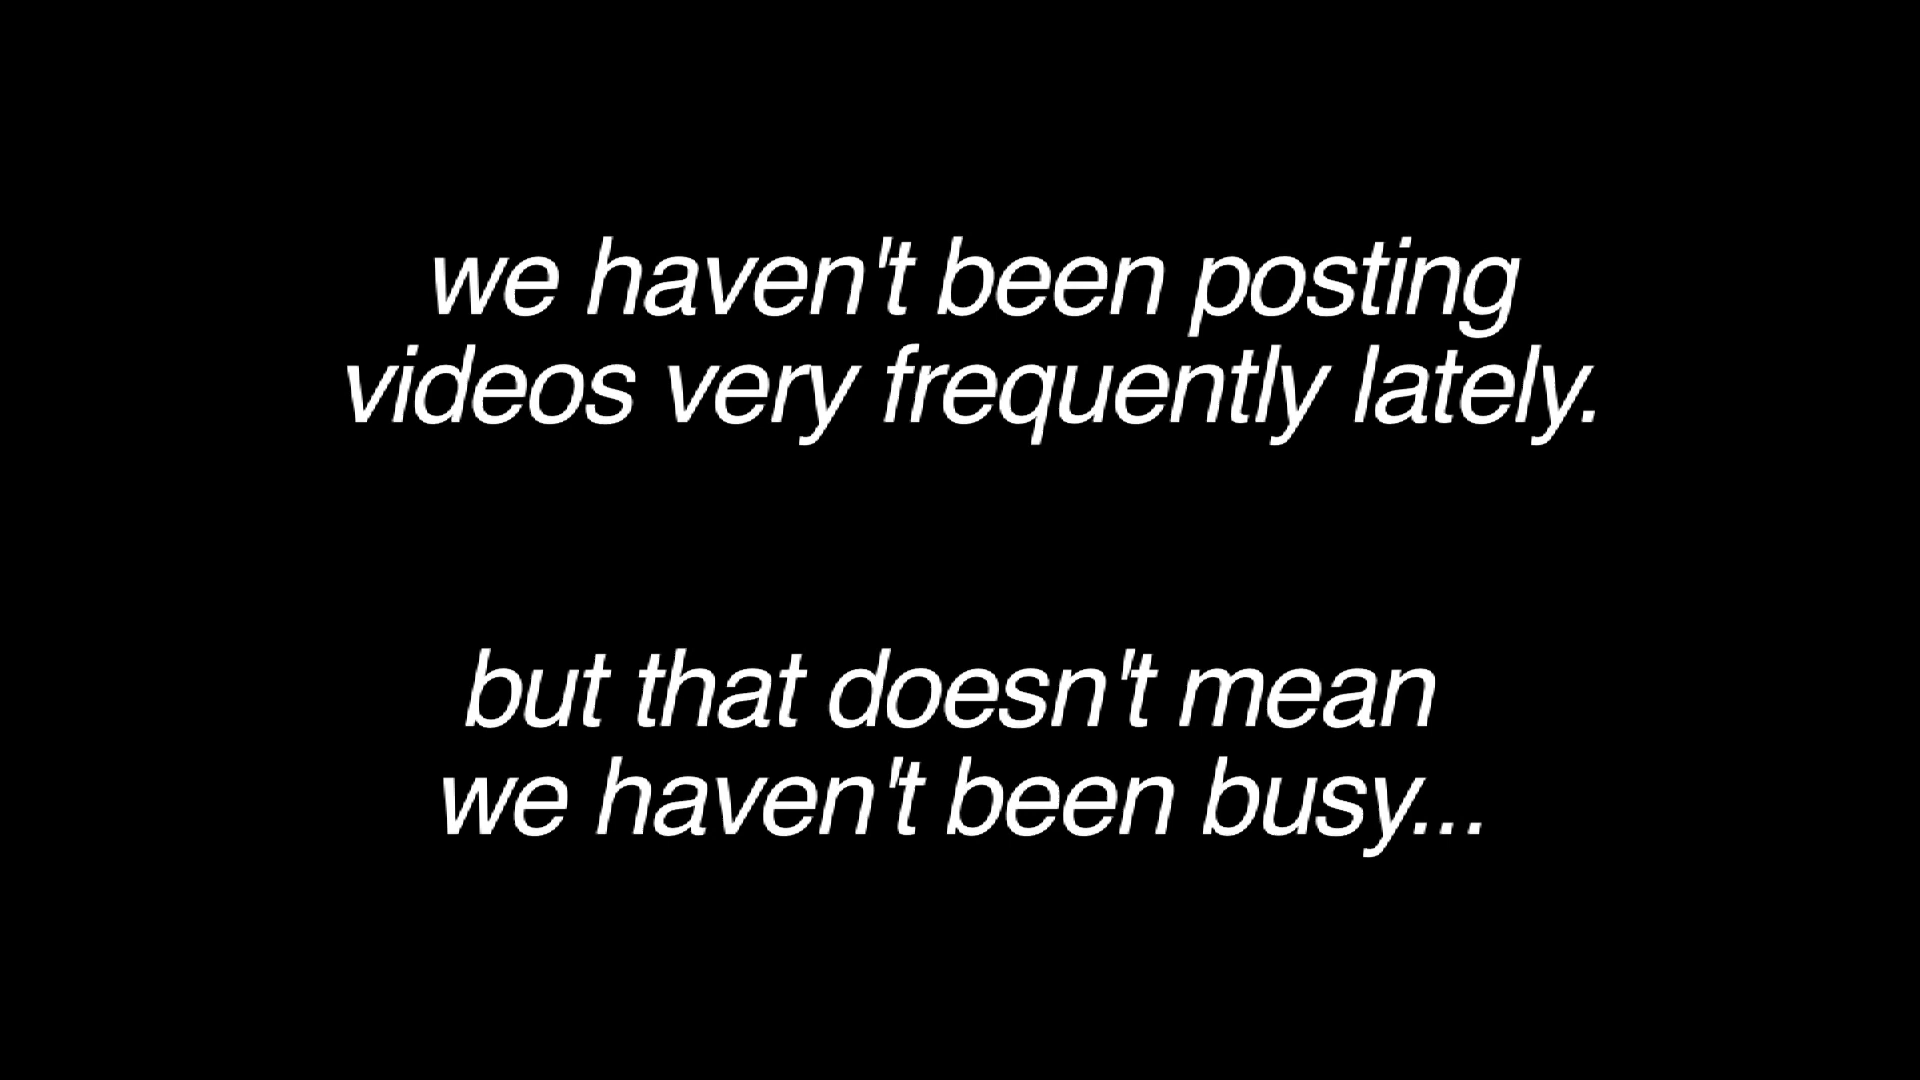 we haven't been posting
videos very frequently lately.
but that doesn't mean
we haven't been busy...